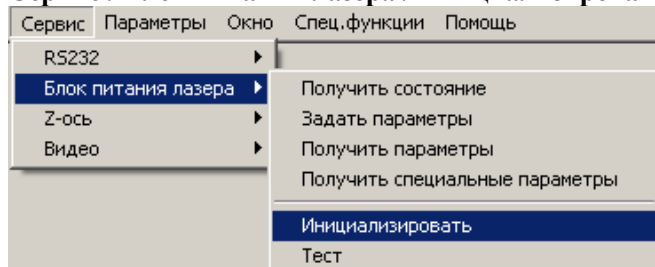 Сервис Параметры Окно Спец.функции Помощь
RS232
Блок питания лазера
Z-ось
Видео
Получить состояние
Задать параметры
Получить параметры
Получить специальные параметры
Инициализировать
Тест